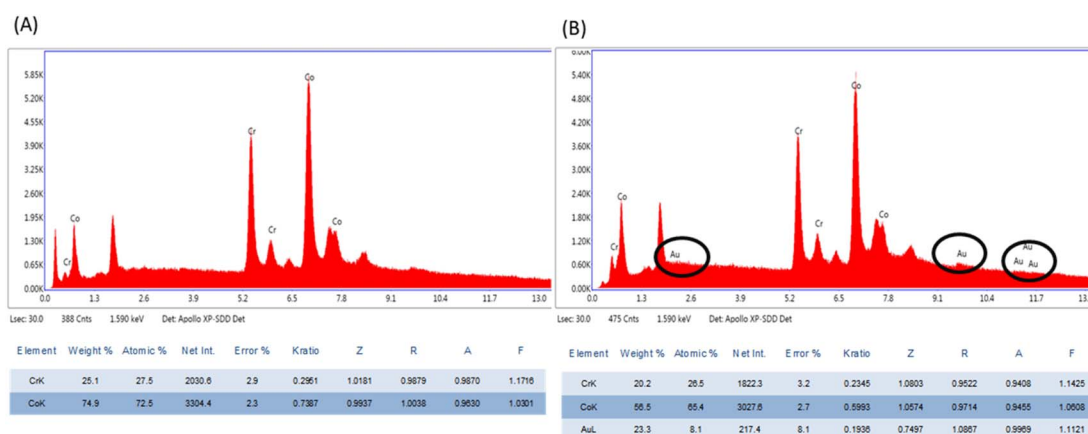 (A)
5.85K
5.20K
4.55K
3.90K
3.25K
2.60K
1.95K
1.30K
0.65K
0.00K
Co
Cr
Co
Cr
Cr
Co
0.0 1.3 2.6 3.9 5.2 6.5 7.8 9.1 10.4 11.7 13.0
Lsec: 30.0 388 Cnts 1.590 keV Det: Apollo XP-SDD Det
Element Weight % Atomic % Net Int. Error % Kratio Z R A F
CrK 25.1 27.5 2030.6 2.9 0.2951 1.0181 0.9879 0.9870 1.1716
CoK 74.9 72.5 3304.4 2.3 0.7387 0.9937 1.0038 0.9630 1.0301
(B)
6.00K
5.40K
4.80K
4.20K
3.60K
3.00K
2.40K
1.80K
1.20K
0.60K
0.00K
Co
Cr
Co
Cr
Cr
Co
Au
Au
Au
Au Au
0.0 1.3 2.6 3.9 5.2 6.5 7.8 9.1 10.4 11.7 13.
Lsec: 30.0 475 Cnts 1.590 keV Det: Apollo XP-SDD Det
Element Weight % Atomic % Net Int. Error % Kratio Z R A F
CrK 20.2 26.5 1822.3 3.2 0.2345 1.0803 0.9522 0.9408 1.1425
CoK 56.5 65.4 3027.6 2.7 0.5993 1.0574 0.9714 0.9455 1.0608
AuL 23.3 8.1 217.4 8.1 0.1936 0.7497 1.0867 0.9969 1.1121